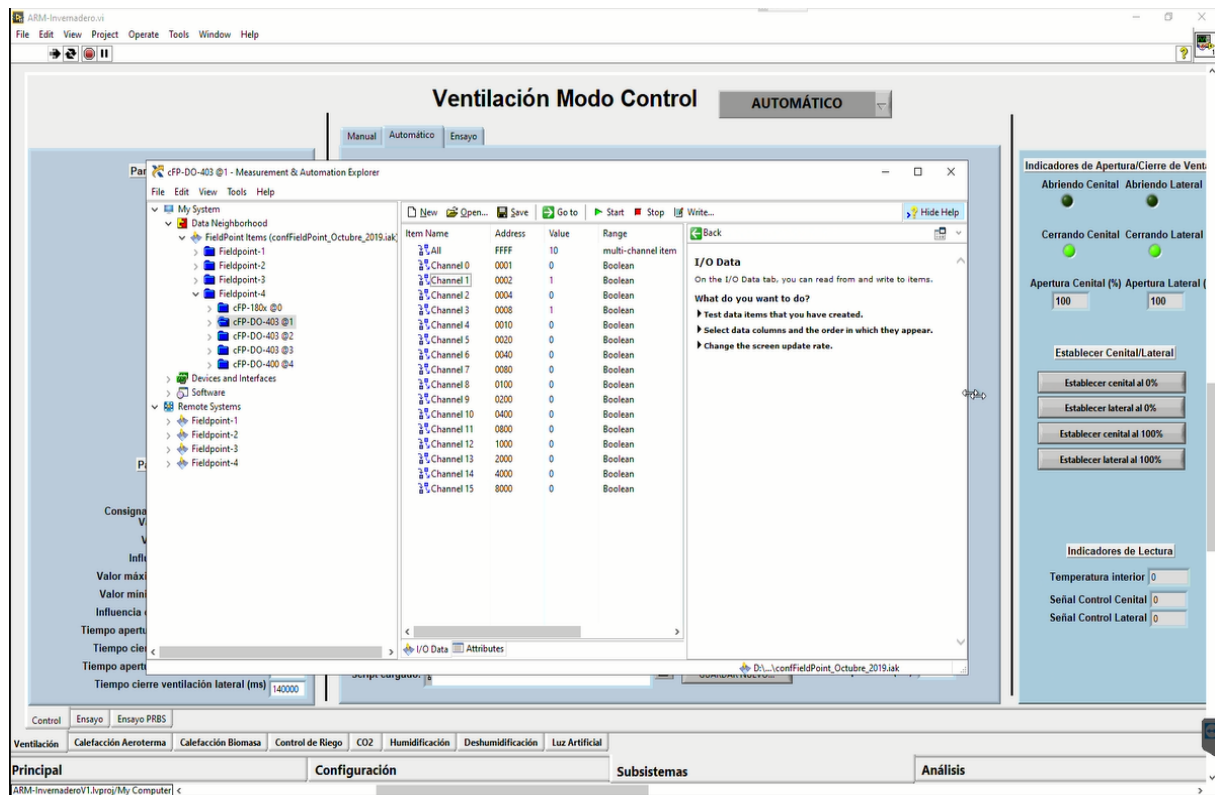 ARM-Invernadero.vi
File Edit View Project Operate Tools Window Help
Ventilación Modo Control AUTOMÁTICO
Manual Automático Ensayo
cFP-DO-403 @1 - Measurement & Automation Explorer
File Edit View Tools Help
My System
Data Neighborhood
FieldPoint Items (confFieldPoint_Octubre_2019.iak
Fieldpoint-1
Fieldpoint-2
Fieldpoint-3
Fieldpoint-4
cFP-180x @0
cFP-DO-403 @1
cFP-DO-403 @2
cFP-DO-403 @3
cFP-DO-400 @4
Devices and Interfaces
Software
Remote Systems
Fieldpoint-1
Fieldpoint-2
Fieldpoint-3
Fieldpoint-4
New Open... Save Go to Start Stop Write... Hide Help
Item Name Address Value Range
All FFFF 10 multi-channel item
Channel 0 0001 0 Boolean
Channel 1 0002 1 Boolean
Channel 2 0004 0 Boolean
Channel 3 0008 1 Boolean
Channel 4 0010 0 Boolean
Channel 5 0020 0 Boolean
Channel 6 0040 0 Boolean
Channel 7 0080 0 Boolean
Channel 8 0100 0 Boolean
Channel 9 0200 0 Boolean
Channel 10 0400 0 Boolean
Channel 11 0800 0 Boolean
Channel 12 1000 0 Boolean
Channel 13 2000 0 Boolean
Channel 14 4000 0 Boolean
Channel 15 8000 0 Boolean
I/O Data Attributes
Back
I/O Data
On the I/O Data tab, you can read from and write to items.
What do you want to do?
Test data items that you have created.
Select data columns and the order in which they appear.
Change the screen update rate.
D:\...\confFieldPoint_Octubre_2019.iak
Par
Consigna
V
Influ
Valor máxi
Valor míni
Influencia
Tiempo apertu
Tiempo cier
Tiempo apertu
Tiempo cierre ventilación lateral (ms) 140000
Indicadores de Apertura/Cierre de Vent
Abriendo Cenital Abriendo Lateral
Cerrando Cenital Cerrando Lateral
Apertura Cenital (%) Apertura Lateral (
100 100
Establecer Cenital/Lateral
Establecer cenital al 0%
Establecer lateral al 0%
Establecer cenital al 100%
Establecer lateral al 100%
Indicadores de Lectura
Temperatura interior 0
Señal Control Cenital 0
Señal Control Lateral 0
Control Ensayo Ensayo PRBS
Ventilación Calefacción Aeroterma Calefacción Biomasa Control de Riego CO2 Humidificación Deshumidificación Luz Artificial
Principal Configuración Subsistemas Análisis
ARM-InvernaderoV1.lvproj/My Computer